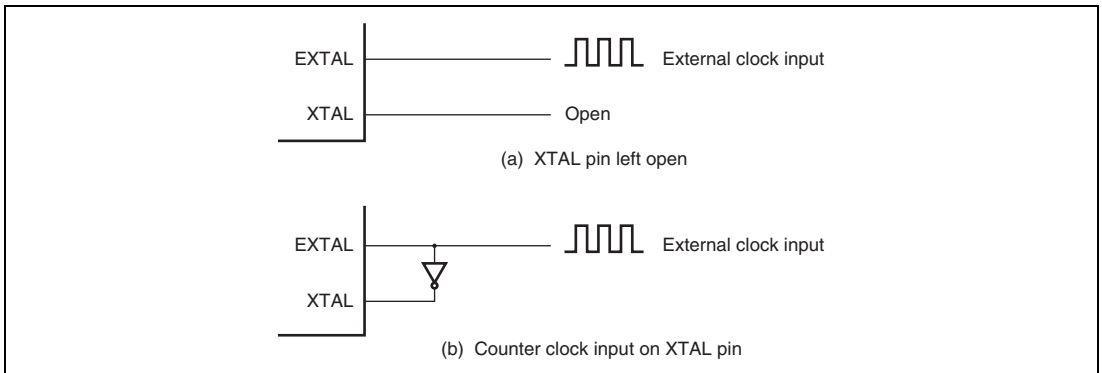 EXTAL
External clock input
XTAL
Open
(a) XTAL pin left open
EXTAL
External clock input
XTAL
(b) Counter clock input on XTAL pin